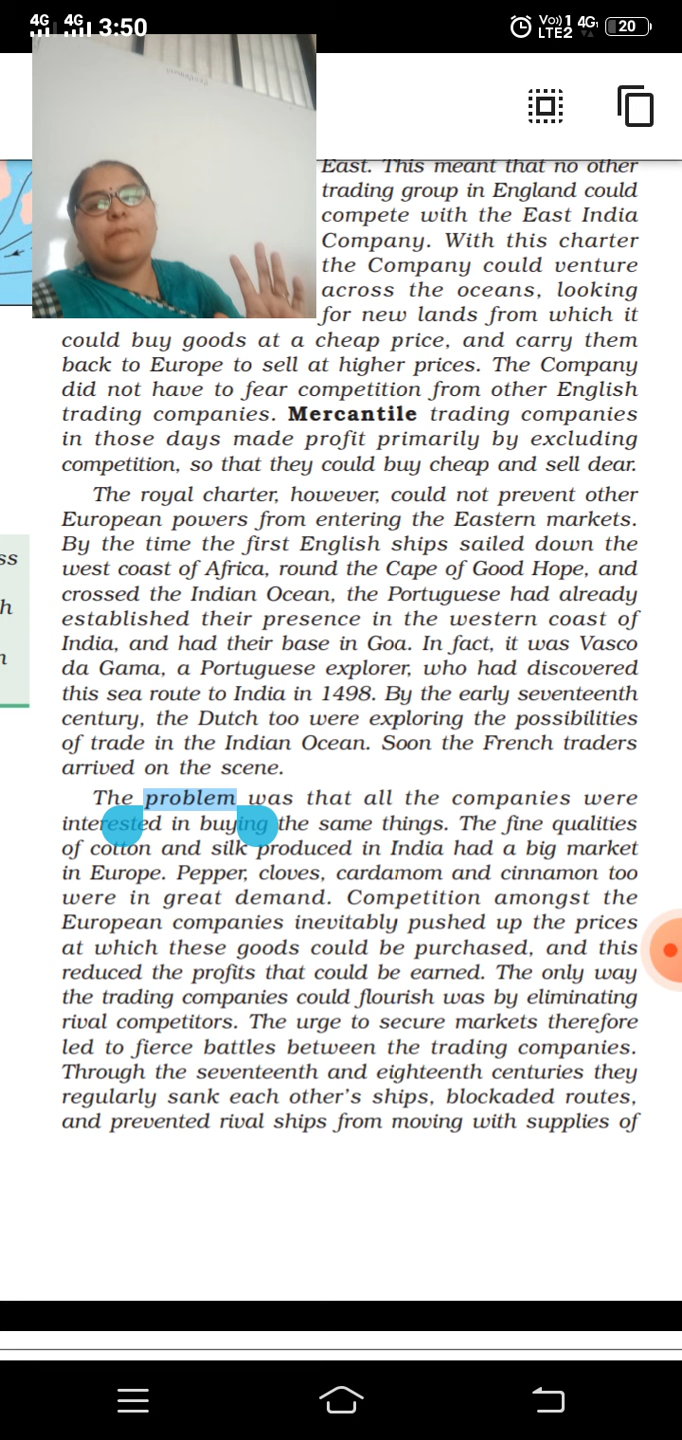 4G 4G 3:50 Vo)) 1 4G 20
LTE2
East. This meant that no other
trading group in England could
compete with the East India
Company. With this charter
the Company could venture
across the oceans, looking
for new lands from which it
could buy goods at a cheap price, and carry them
back to Europe to sell at higher prices. The Company
did not have to fear competition from other English
trading companies. Mercantile trading companies
in those days made profit primarily by excluding
competition, so that they could buy cheap and sell dear.
The royal charter, however, could not prevent other
European powers from entering the Eastern markets.
By the time the first English ships sailed down the
west coast of Africa, round the Cape of Good Hope, and
crossed the Indian Ocean, the Portuguese had already
established their presence in the western coast of
India, and had their base in Goa. In fact, it was Vasco
da Gama, a Portuguese explorer, who had discovered
this sea route to India in 1498. By the early seventeenth
century, the Dutch too were exploring the possibilities
of trade in the Indian Ocean. Soon the French traders
arrived on the scene.
The problem was that all the companies were
interested in buying the same things. The fine qualities
of cotton and silk produced in India had a big market
in Europe. Pepper, cloves, cardamom and cinnamon too
were in great demand. Competition amongst the
European companies inevitably pushed up the prices
at which these goods could be purchased, and this
reduced the profits that could be earned. The only way
the trading companies could flourish was by eliminating
rival competitors. The urge to secure markets therefore
led to fierce battles between the trading companies.
Through the seventeenth and eighteenth centuries they
regularly sank each other's ships, blockaded routes,
and prevented rival ships from moving with supplies of
ss
h
n